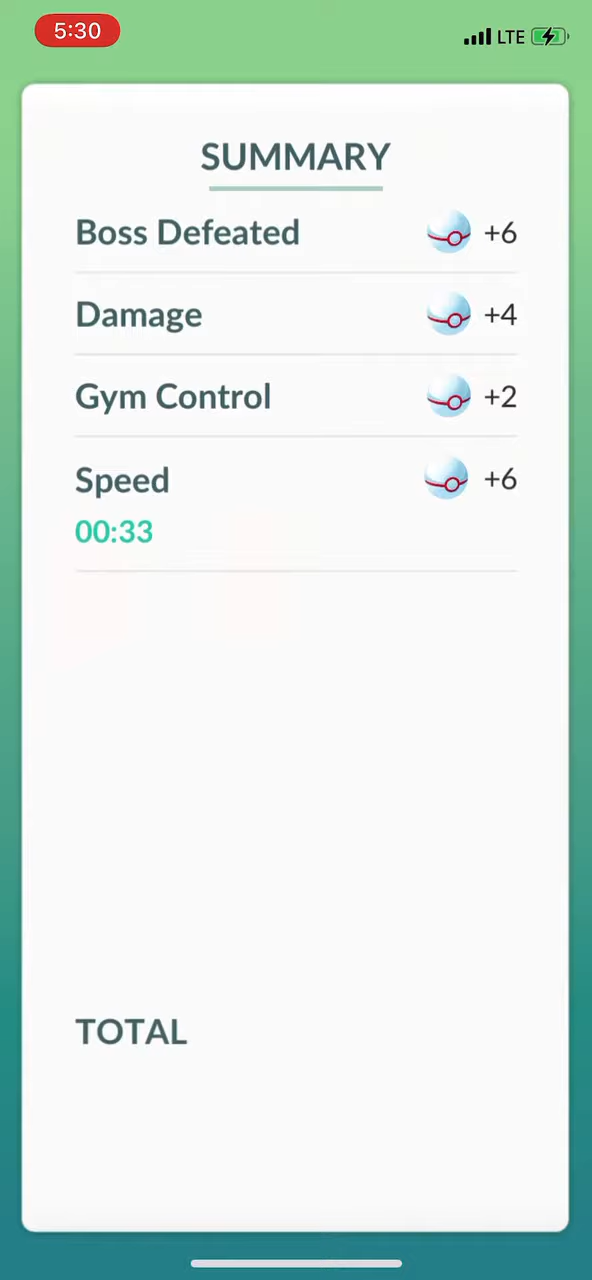 5:30
LTE
SUMMARY
Boss Defeated +6
Damage +4
Gym Control +2
Speed +6
00:33
TOTAL